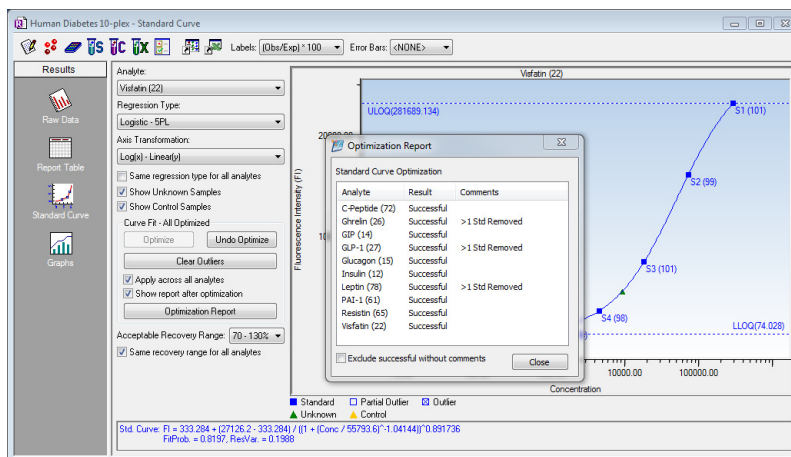 Human Diabetes 10-plex - Standard Curve
Labels: (Obs/Exp) * 100 Error Bars: <NONE>
Results
Raw Data
Report Table
Standard Curve
Graphs
Analyte:
Visfatin (22)
Regression Type:
Logistic - 5PL
Axis Transformation:
Log(x) - Linear(y)
Same regression type for all analytes
Show Unknown Samples
Show Control Samples
Curve Fit - All Optimized
Optimize Undo Optimize
Clear Outliers
Apply across all analytes
Show report after optimization
Optimization Report
Acceptable Recovery Range: 70 - 130%
Same recovery range for all analytes
Visfatin (22)
ULOQ(281689.134)
S1 (101)
S2 (99)
S3 (101)
S4 (98)
LLOQ(74.028)
Fluorescence Intensity (FI)
10000.00 100000.00
Concentration
Optimization Report
Standard Curve Optimization
Analyte Result Comments
C-Peptide (72) Successful
Ghrelin (26) Successful >1 Std Removed
GIP (14) Successful
GLP-1 (27) Successful >1 Std Removed
Glucagon (15) Successful
Insulin (12) Successful
Leptin (78) Successful >1 Std Removed
PAI-1 (61) Successful
Resistin (65) Successful
Visfatin (22) Successful
Exclude successful without comments Close
Standard Partial Outlier Outlier
Unknown Control
Std. Curve: FI = 333.284 + (27126.2 - 333.284) / ((1 + (Conc / 55793.6)^-1.04144))^0.891736
FitProb. = 0.8197, ResVar. = 0.1988